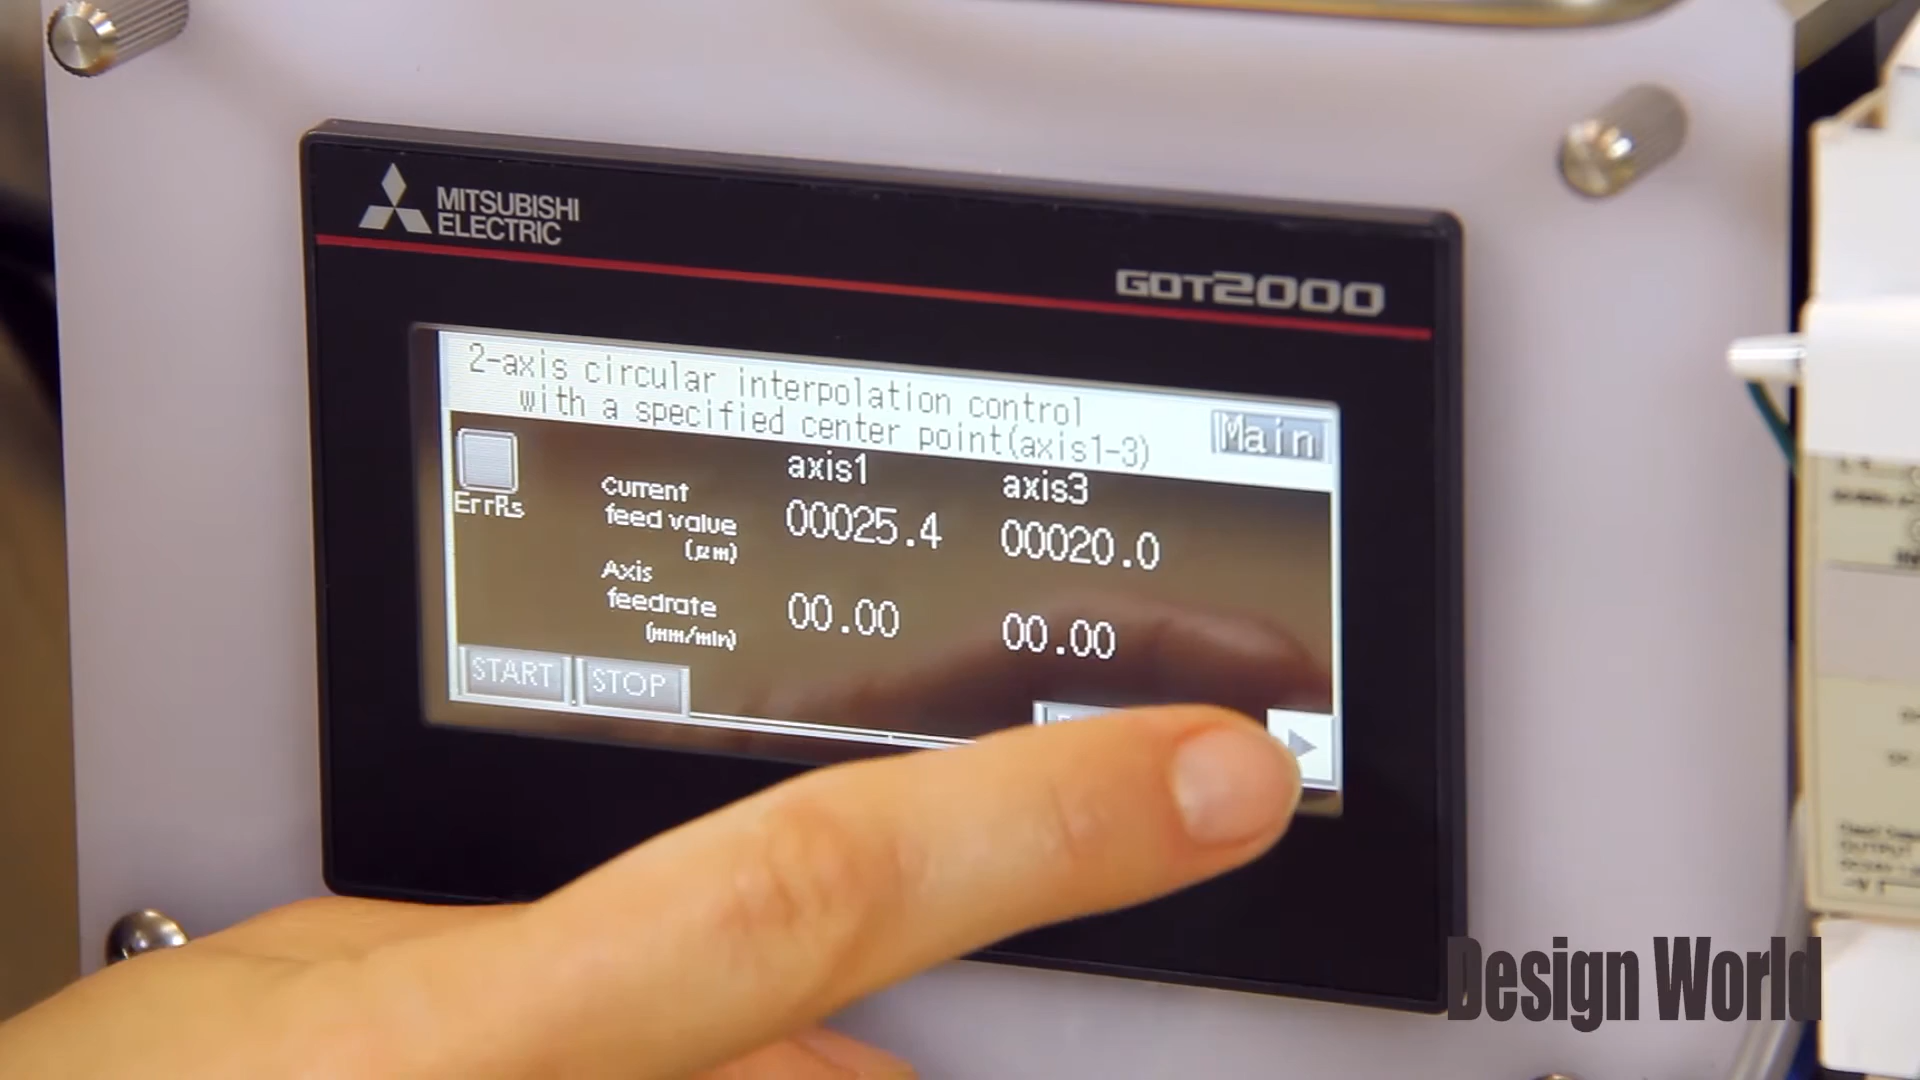 MITSUBISHI
ELECTRIC
GOT2000
2-axis circular interpolation control
with a specified center point(axis1-3)
Main
axis1
axis3
ErrRs
Current
feed value
(μm)
00025.4
00020.0
Axis
feedrate
(mm/min)
00.00
00.00
START
STOP
Design World